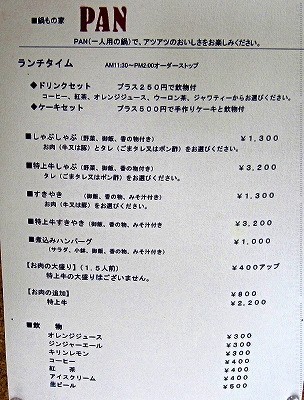 ■鍋もの家 PAN
PAN(一人用の鍋)で、アツアツのおいしさをお楽しみください。
ランチタイム AM11:30~PM2:00オーダーストップ
◆ドリンクセット プラス250円で飲物付
コーヒー、紅茶、オレンジジュース、ウーロン茶、ジャワティーからお選びください。
◆ケーキセット プラス500円で手作りケーキと飲物付
■しゃぶしゃぶ(野菜、御飯、香の物付き) ¥1,300
お肉(牛又は豚)とタレ(ごまタレ又はポン酢)をお選びください。
■特上牛しゃぶ(野菜、御飯、香の物付き) ¥3,200
タレ(ごまタレ又はポン酢)をお選びください。
■すきやき (御飯、香の物、みそ汁付き) ¥1,300
お肉(牛又は豚)をお選びください。
■特上牛すきやき(御飯、香の物、みそ汁付き) ¥3,200
■煮込みハンバーグ ¥1,000
(サラダ、小鉢、御飯、香の物、みそ汁付き)
【お肉の大盛り】(1.5人前) ¥400アップ
特上牛の大盛りはございません。
【お肉の追加】 ¥800
特上牛 ¥2,200
■飲 物
オレンジジュース ¥300
ジンジャーエール ¥300
キリンレモン ¥300
コーヒー ¥400
紅 茶 ¥400
アイスクリーム ¥400
生ビール ¥500